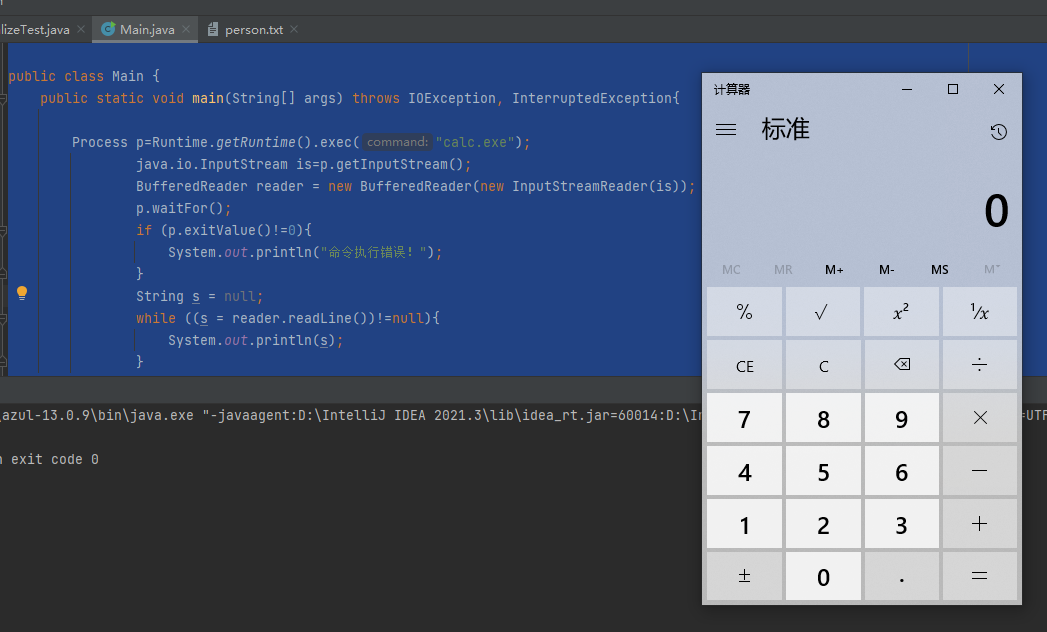 lizeTest.java Main.java person.txt
public class Main {
public static void main(String[] args) throws IOException, InterruptedException{
Process p=Runtime.getRuntime().exec( command: "calc.exe");
java.io.InputStream is=p.getInputStream();
BufferedReader reader = new BufferedReader(new InputStreamReader(is));
p.waitFor();
if (p.exitValue()!=0){
System.out.println("命令执行错误！");
}
String s = null;
while ((s = reader.readLine())!=null){
System.out.println(s);
}
azul-13.0.9\bin\java.exe "-javaagent:D:\IntelliJ IDEA 2021.3\lib\idea_rt.jar=60014:D:\In
=UTF
n exit code 0
计算器
标准
0
MC MR M+ M- MS M˅
% √ x² ¹/x
CE C ÷
7 8 9 ×
4 5 6 −
1 2 3 +
± 0 . =